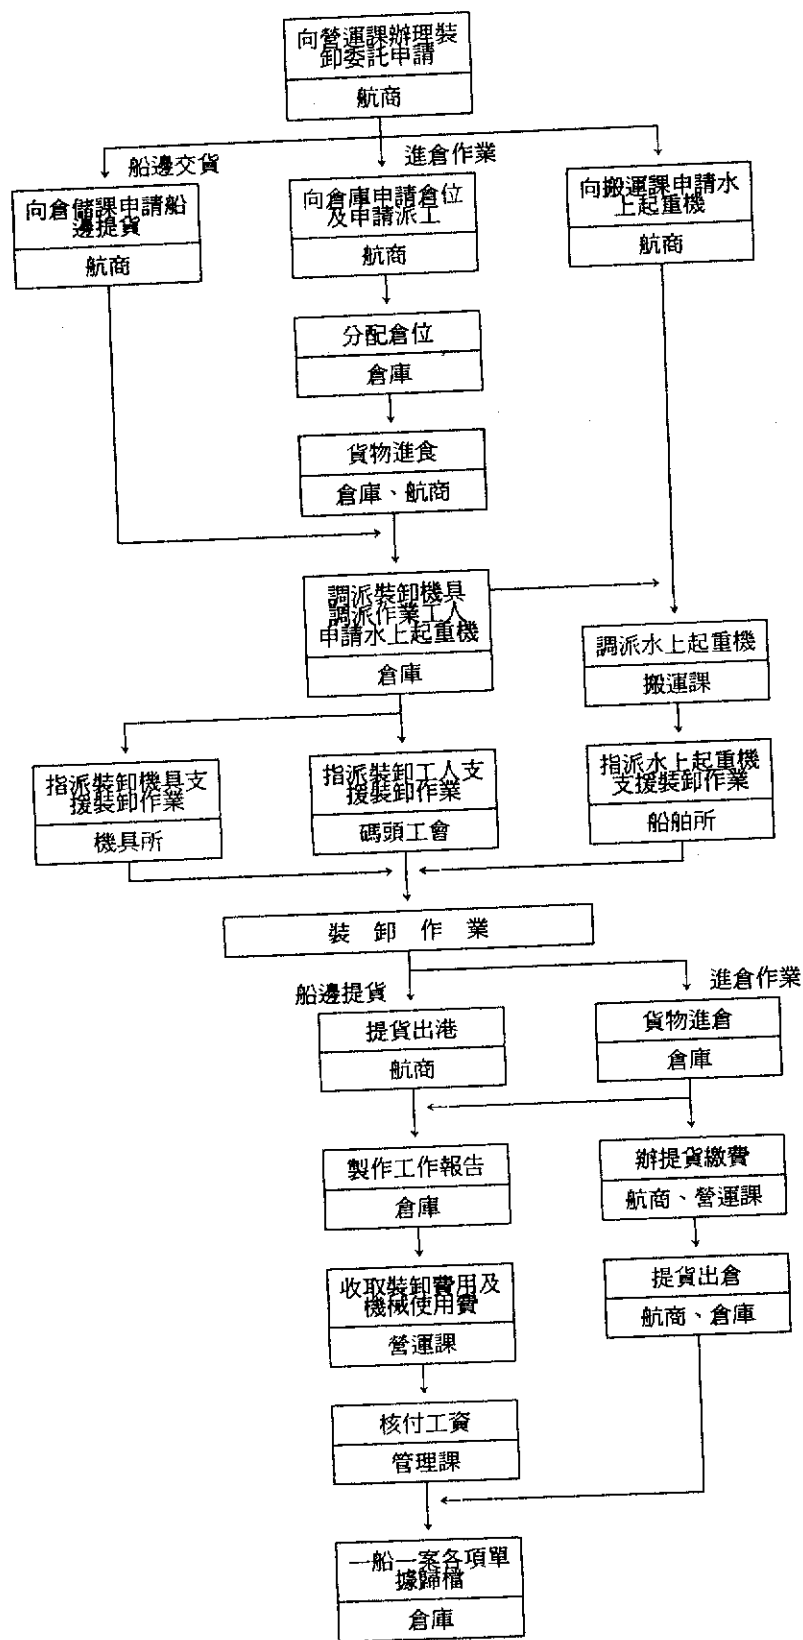 向營運課辦理裝
卸委託申請
航商
船邊交貨
進倉作業
向倉儲課申請船
邊提貨
航商
向倉庫申請倉位
及申請派工
航商
向搬運課申請水
上起重機
航商
分配倉位
倉庫
貨物進食
倉庫、航商
調派裝卸機具
調派作業工人
申請水上起重機
倉庫
調派水上起重機
搬運課
指派裝卸機具支
援裝卸作業
機具所
指派裝卸工人支
援裝卸作業
碼頭工會
指派水上起重機
支援裝卸作業
船舶所
裝 卸 作 業
船邊提貨
進倉作業
提貨出港
航商
貨物進倉
倉庫
製作工作報告
倉庫
辦提貨繳費
航商、營運課
收取裝卸費用及
機械使用費
營運課
提貨出倉
航商、倉庫
核付工資
管理課
一船一案各項單
據歸檔
倉庫